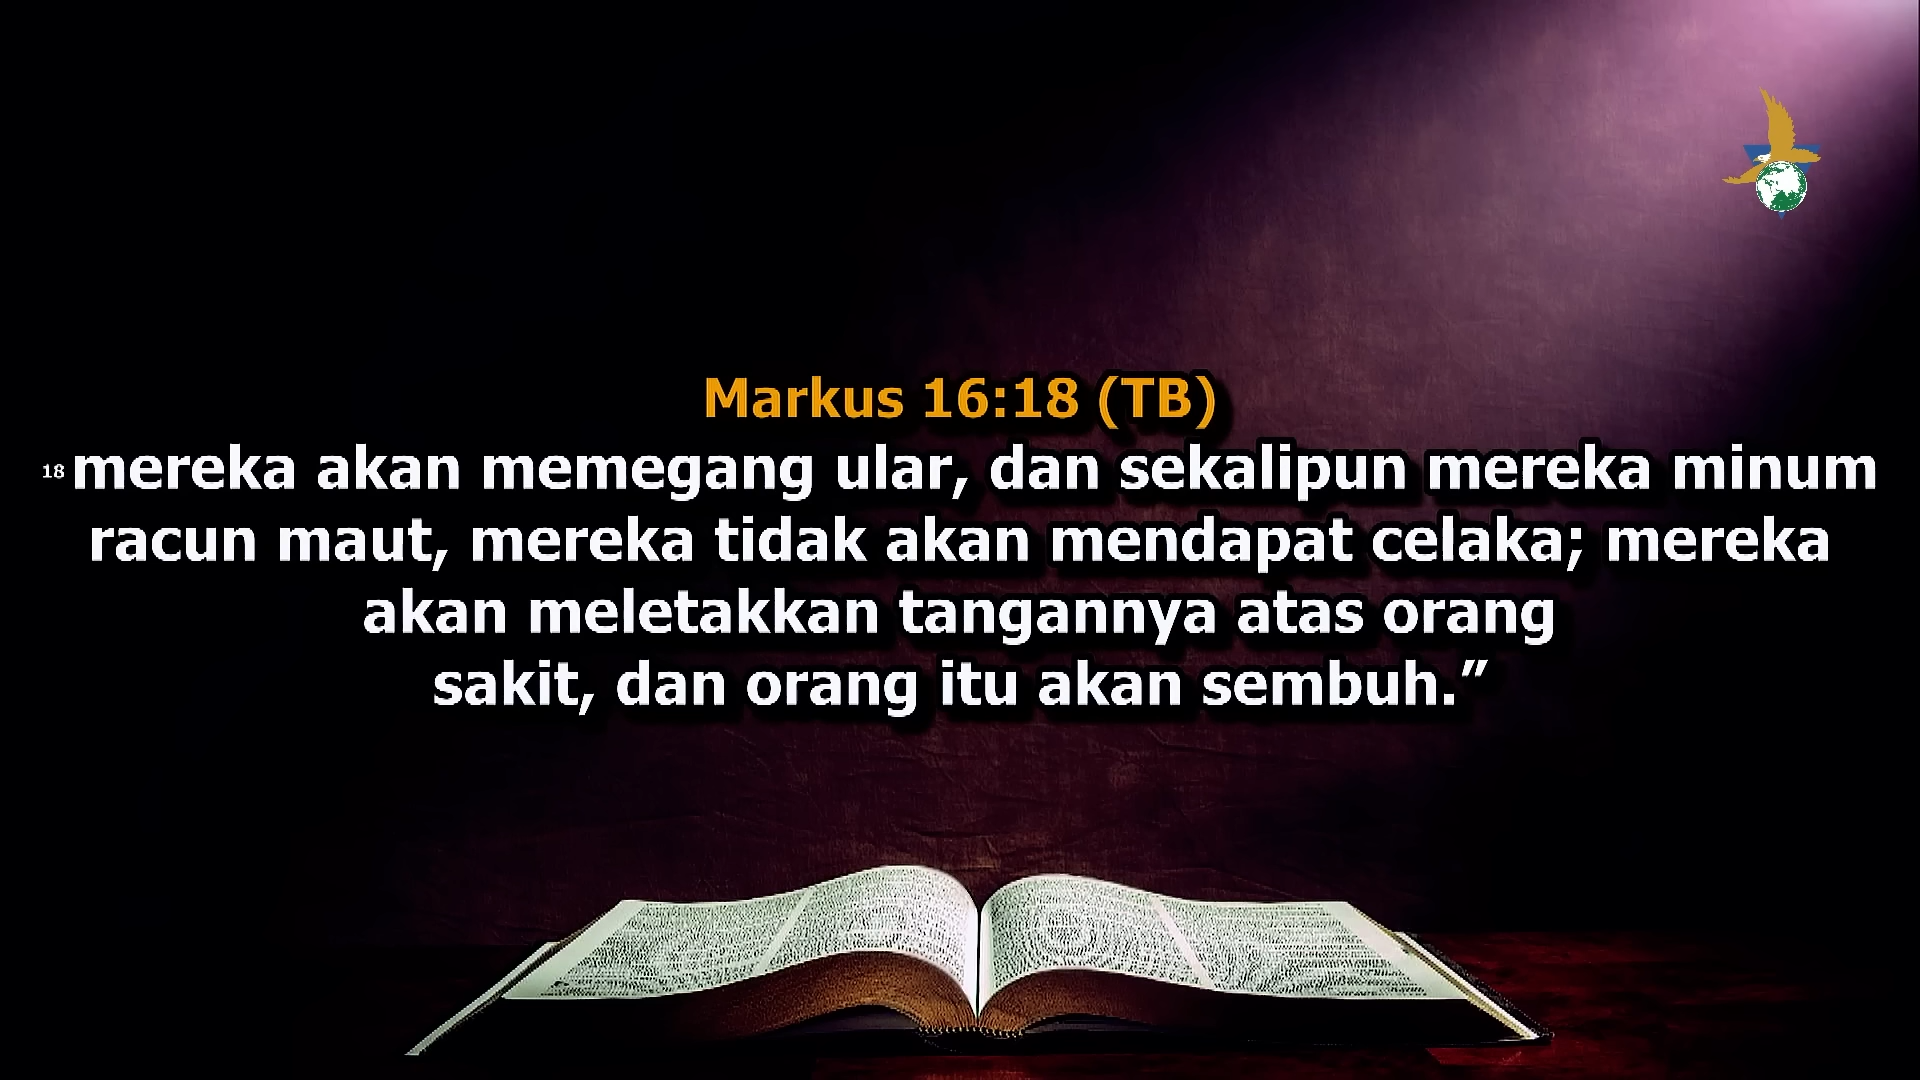 Markus 16:18 (TB)
18 mereka akan memegang ular, dan sekalipun mereka minum
racun maut, mereka tidak akan mendapat celaka; mereka
akan meletakkan tangannya atas orang
sakit, dan orang itu akan sembuh.”